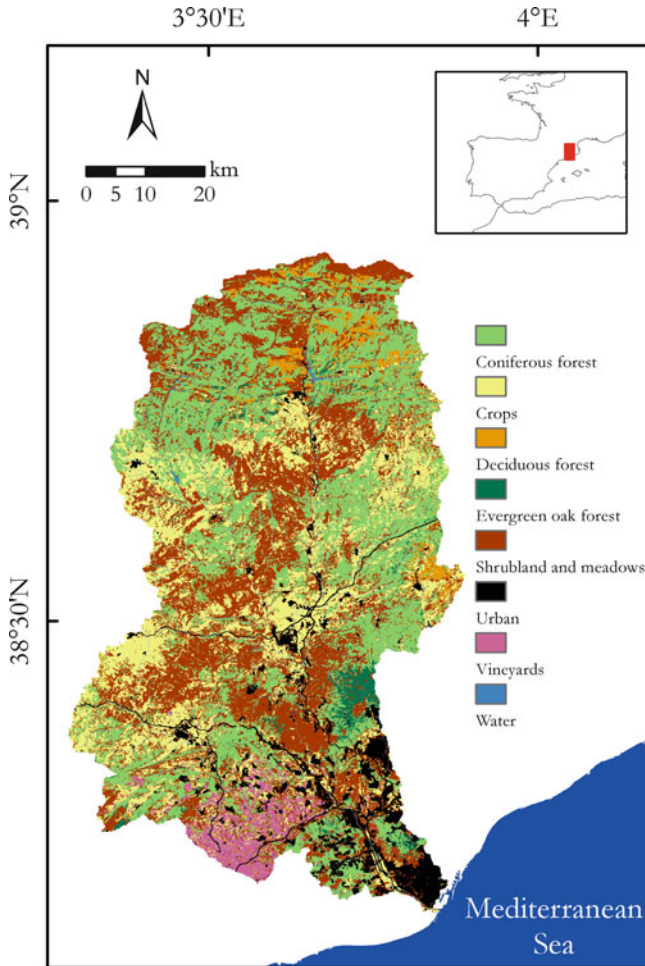 3°30'E
4°E
N
km
0 5 10 20
39°N
38°30'N
Coniferous forest
Crops
Deciduous forest
Evergreen oak forest
Shrubland and meadows
Urban
Vineyards
Water
Mediterranean
Sea